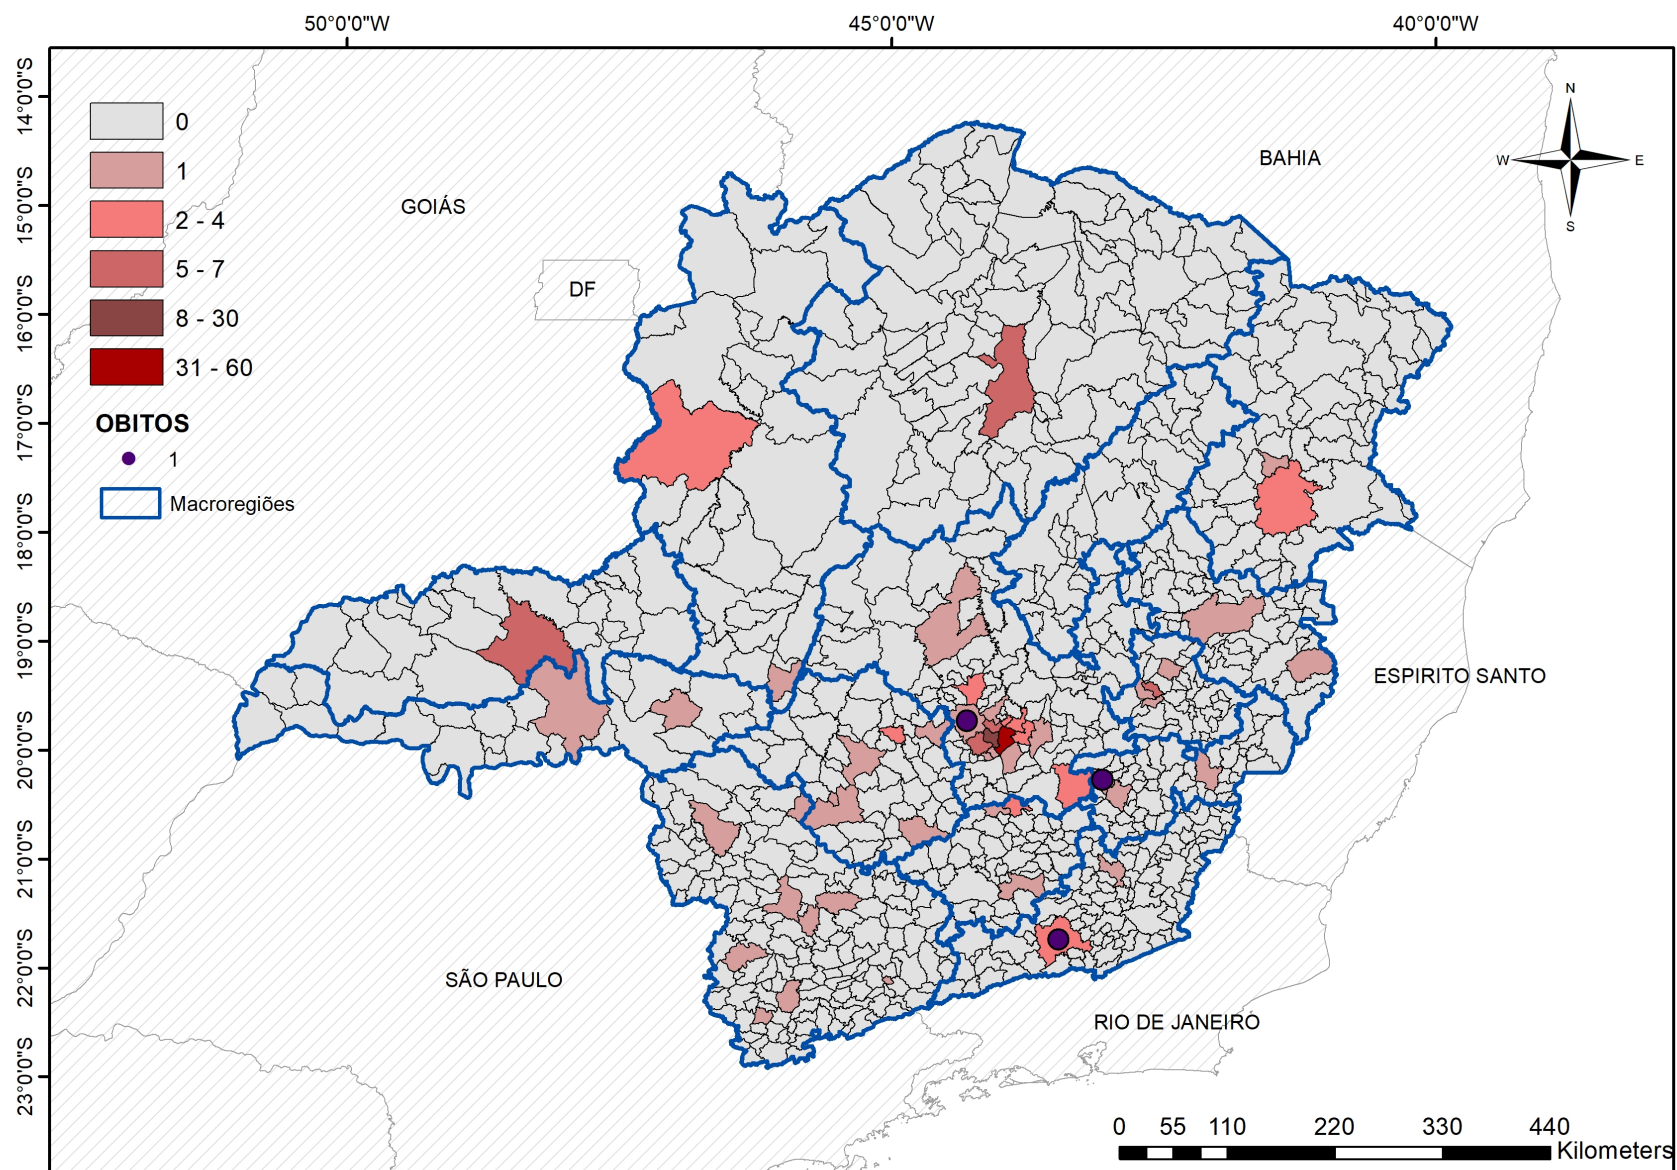 50°0'0"W 45°0'0"W 40°0'0"W
14°0'0"S
15°0'0"S
16°0'0"S
17°0'0"S
18°0'0"S
19°0'0"S
20°0'0"S
21°0'0"S
22°0'0"S
23°0'0"S
0
1
2 - 4
5 - 7
8 - 30
31 - 60
OBITOS
1
Macroregiões
N
W E
S
BAHIA
GOIÁS
DF
ESPIRITO SANTO
SÃO PAULO
RIO DE JANEIRO
0 55 110 220 330 440
Kilometers